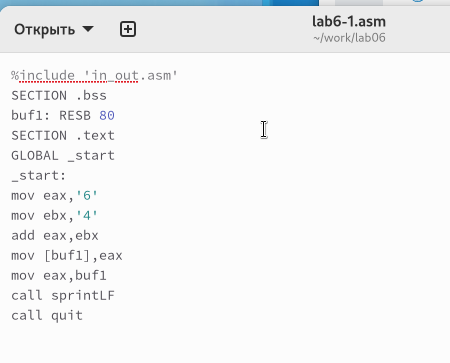 Открыть
lab6-1.asm
~/work/lab06
%include 'in_out.asm'
SECTION .bss
buf1: RESB 80
SECTION .text
GLOBAL _start
_start:
mov eax,'6'
mov ebx,'4'
add eax,ebx
mov [buf1],eax
mov eax,buf1
call sprintLF
call quit